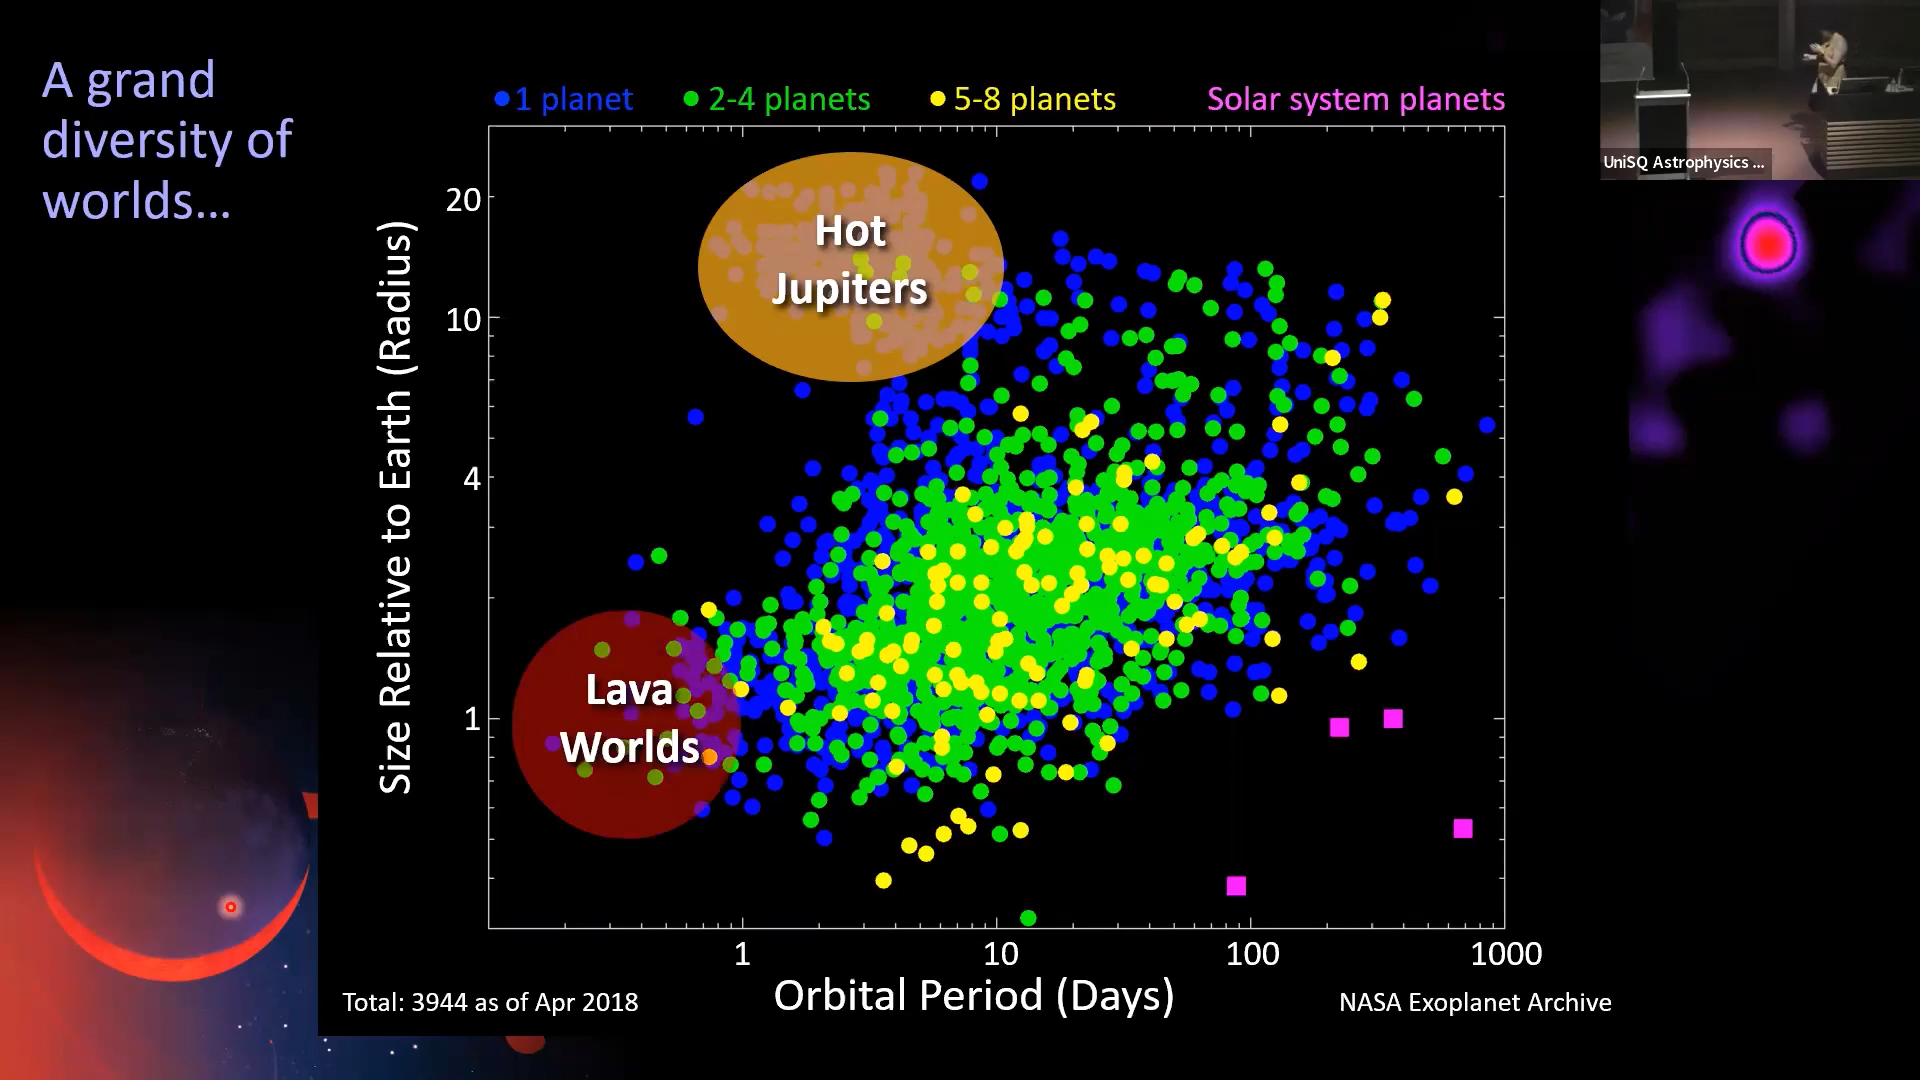 A grand
diversity of
worlds...
1 planet
2-4 planets
5-8 planets
Solar system planets
UniSQ Astrophysics ...
Size Relative to Earth (Radius)
20
10
4
1
Hot
Jupiters
Lava
Worlds
1
10
100
1000
Orbital Period (Days)
Total: 3944 as of Apr 2018
NASA Exoplanet Archive